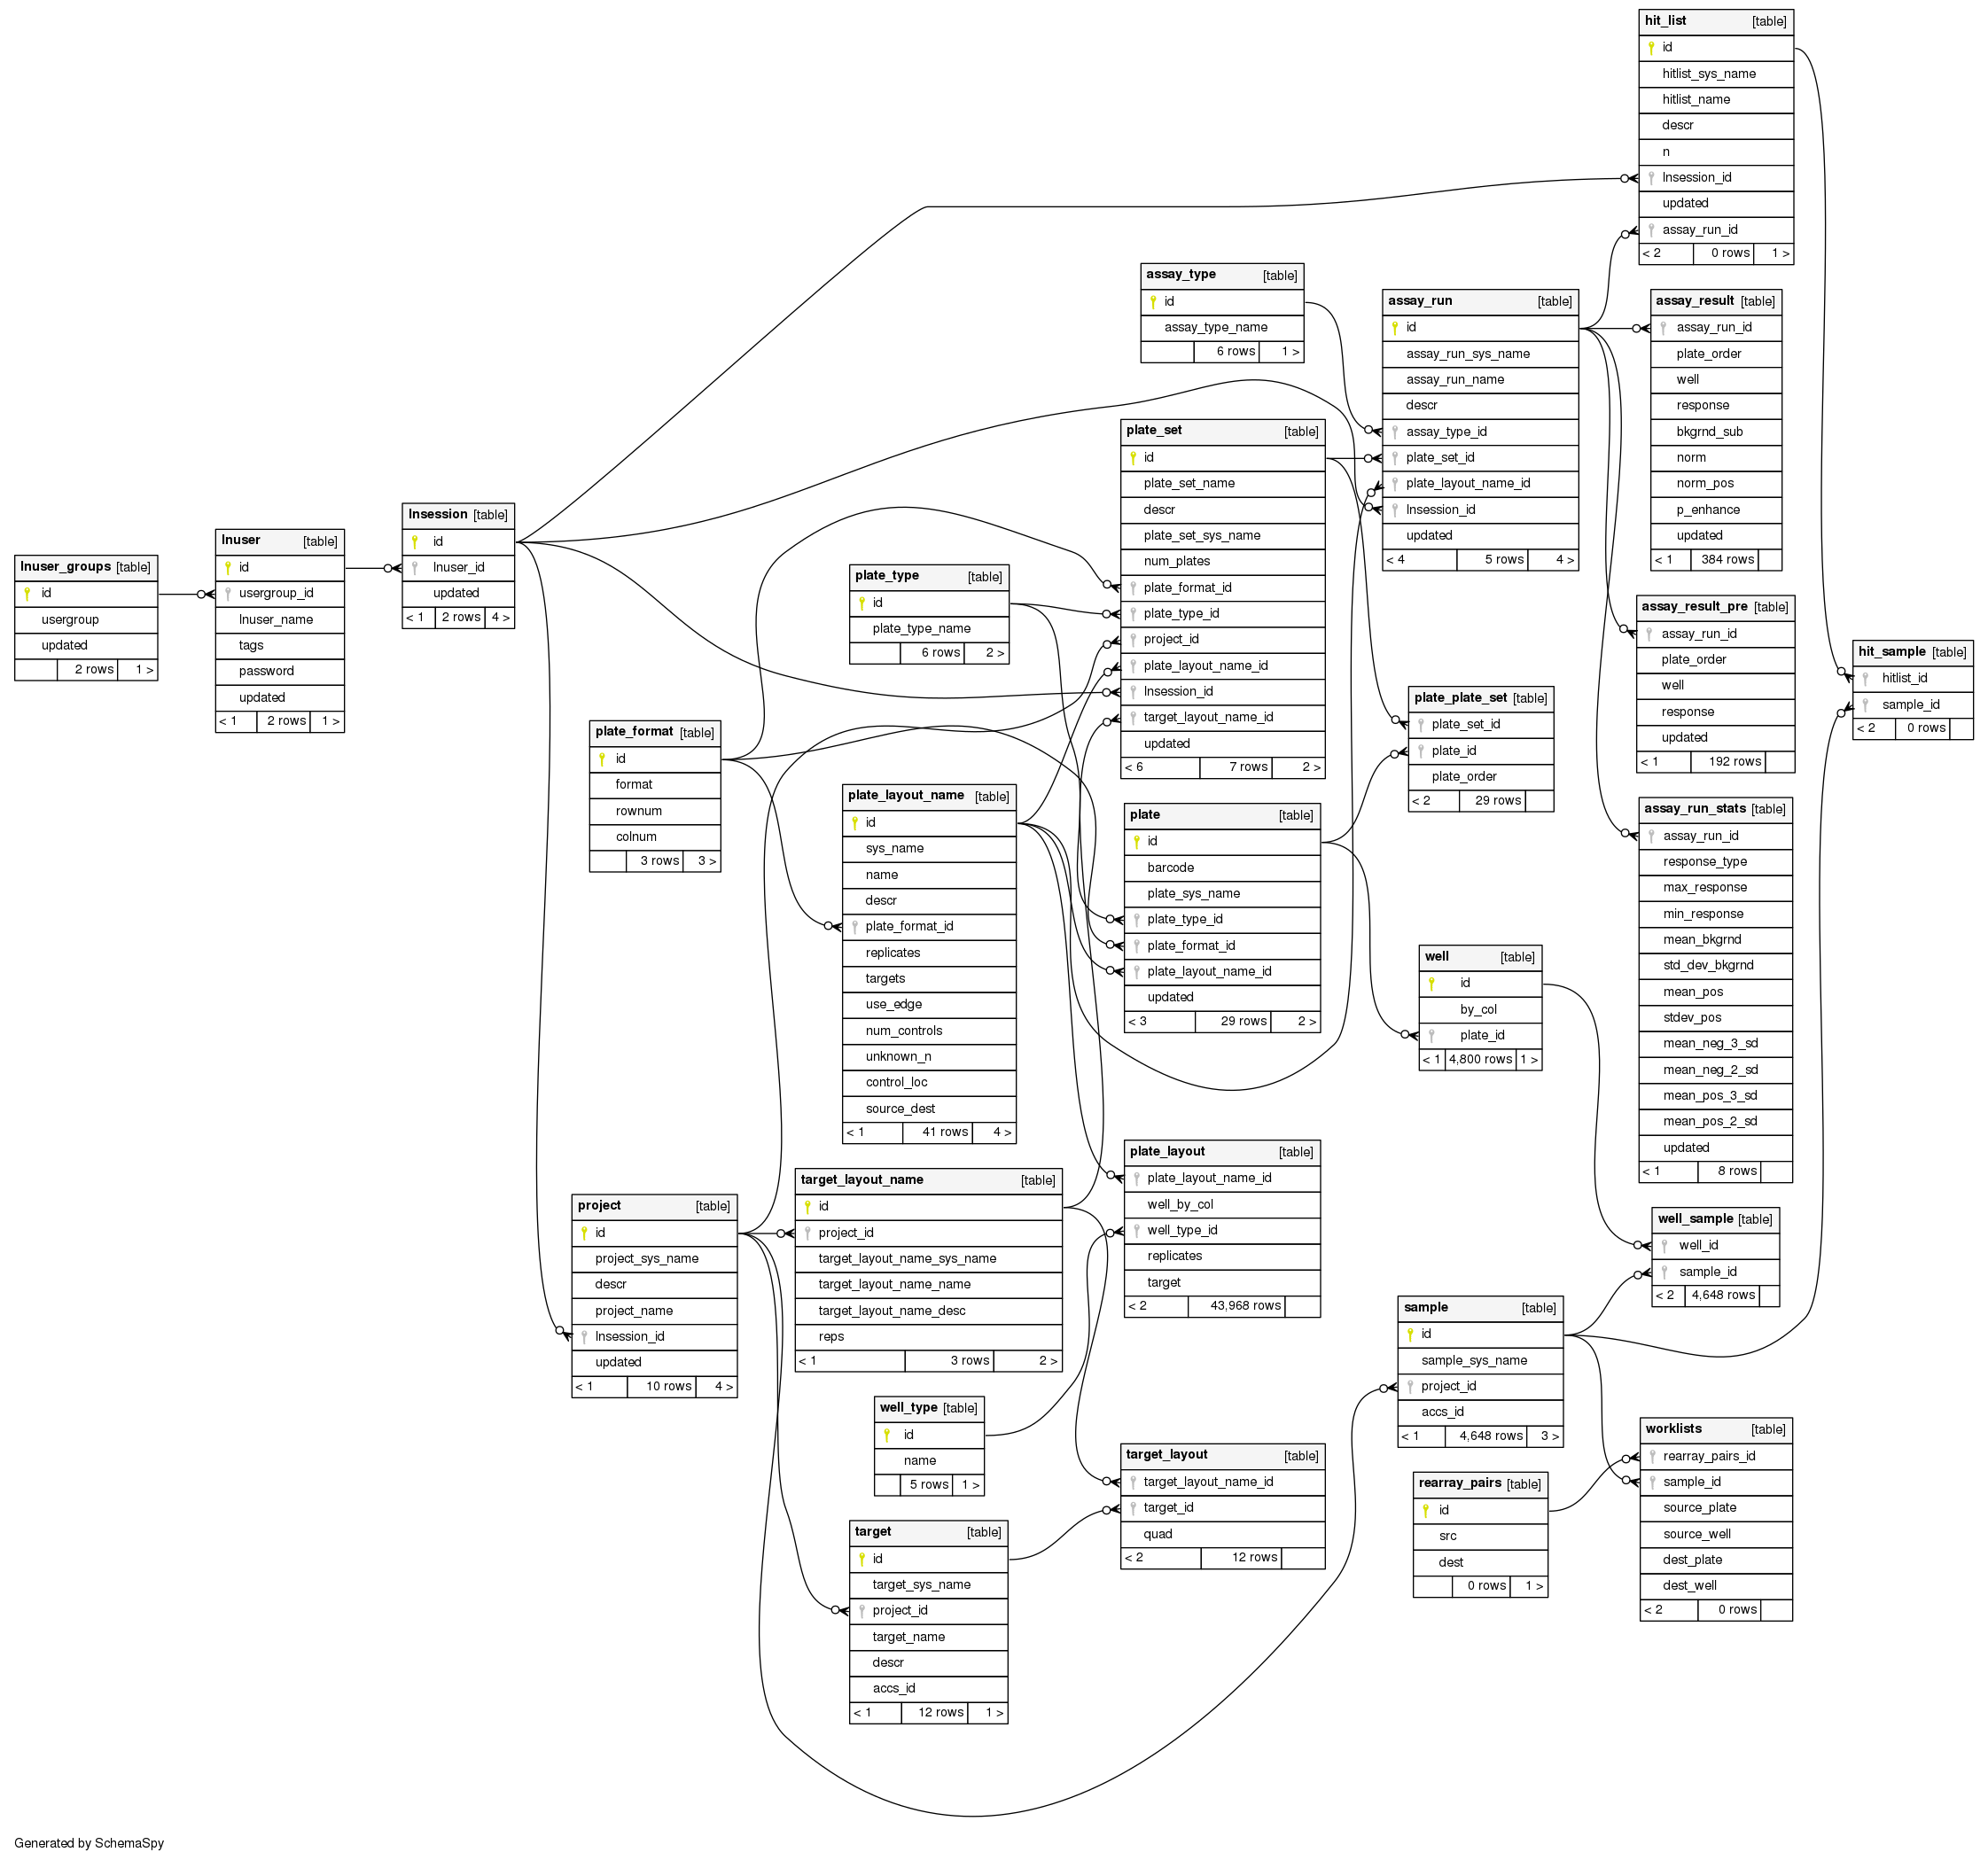 hit_list [table]
id
hitlist_sys_name
hitlist_name
descr
n
lnsession_id
updated
assay_run_id
< 2 0 rows 1 >
assay_type [table]
id
assay_type_name
6 rows 1 >
assay_run [table]
id
assay_run_sys_name
assay_run_name
descr
assay_type_id
plate_set_id
plate_layout_name_id
lnsession_id
updated
< 4 5 rows 4 >
assay_result [table]
assay_run_id
plate_order
well
response
bkgrnd_sub
norm
norm_pos
p_enhance
updated
< 1 384 rows
plate_set [table]
id
plate_set_name
descr
plate_set_sys_name
num_plates
plate_format_id
plate_type_id
project_id
plate_layout_name_id
lnsession_id
target_layout_name_id
updated
< 6 7 rows 2 >
lnuser_groups [table]
id
usergroup
updated
2 rows 1 >
lnuser [table]
id
usergroup_id
lnuser_name
tags
password
updated
< 1 2 rows 1 >
lnsession [table]
id
lnuser_id
updated
< 1 2 rows 4 >
plate_type [table]
id
plate_type_name
6 rows 2 >
assay_result_pre [table]
assay_run_id
plate_order
well
response
updated
< 1 192 rows
hit_sample [table]
hitlist_id
sample_id
< 2 0 rows
plate_plate_set [table]
plate_set_id
plate_id
plate_order
< 2 29 rows
plate_format [table]
id
format
rownum
colnum
3 rows 3 >
plate_layout_name [table]
id
sys_name
name
descr
plate_format_id
replicates
targets
use_edge
num_controls
unknown_n
control_loc
source_dest
< 1 41 rows 4 >
plate [table]
id
barcode
plate_sys_name
plate_type_id
plate_format_id
plate_layout_name_id
updated
< 3 29 rows 2 >
assay_run_stats [table]
assay_run_id
response_type
max_response
min_response
mean_bkgrnd
std_dev_bkgrnd
mean_pos
stdev_pos
mean_neg_3_sd
mean_neg_2_sd
mean_pos_3_sd
mean_pos_2_sd
updated
< 1 8 rows
well [table]
id
by_col
plate_id
< 1 4,800 rows 1 >
plate_layout [table]
plate_layout_name_id
well_by_col
well_type_id
replicates
target
< 2 43,968 rows
project [table]
id
project_sys_name
descr
project_name
lnsession_id
updated
< 1 10 rows 4 >
target_layout_name [table]
id
project_id
target_layout_name_sys_name
target_layout_name_name
target_layout_name_desc
reps
< 1 3 rows 2 >
well_sample [table]
well_id
sample_id
< 2 4,648 rows
sample [table]
id
sample_sys_name
project_id
accs_id
< 1 4,648 rows 3 >
well_type [table]
id
name
5 rows 1 >
target_layout [table]
target_layout_name_id
target_id
quad
< 2 12 rows
rearray_pairs [table]
id
src
dest
0 rows 1 >
worklists [table]
rearray_pairs_id
sample_id
source_plate
source_well
dest_plate
dest_well
< 2 0 rows
target [table]
id
target_sys_name
project_id
target_name
descr
accs_id
< 1 12 rows 1 >
Generated by SchemaSpy